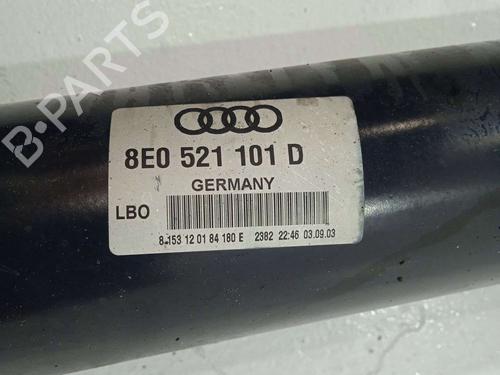 B-PARTS
8E0 521 101 D
GERMANY
LBO
8.153 12 01 84 180 E 2382 22:46 03.09.03